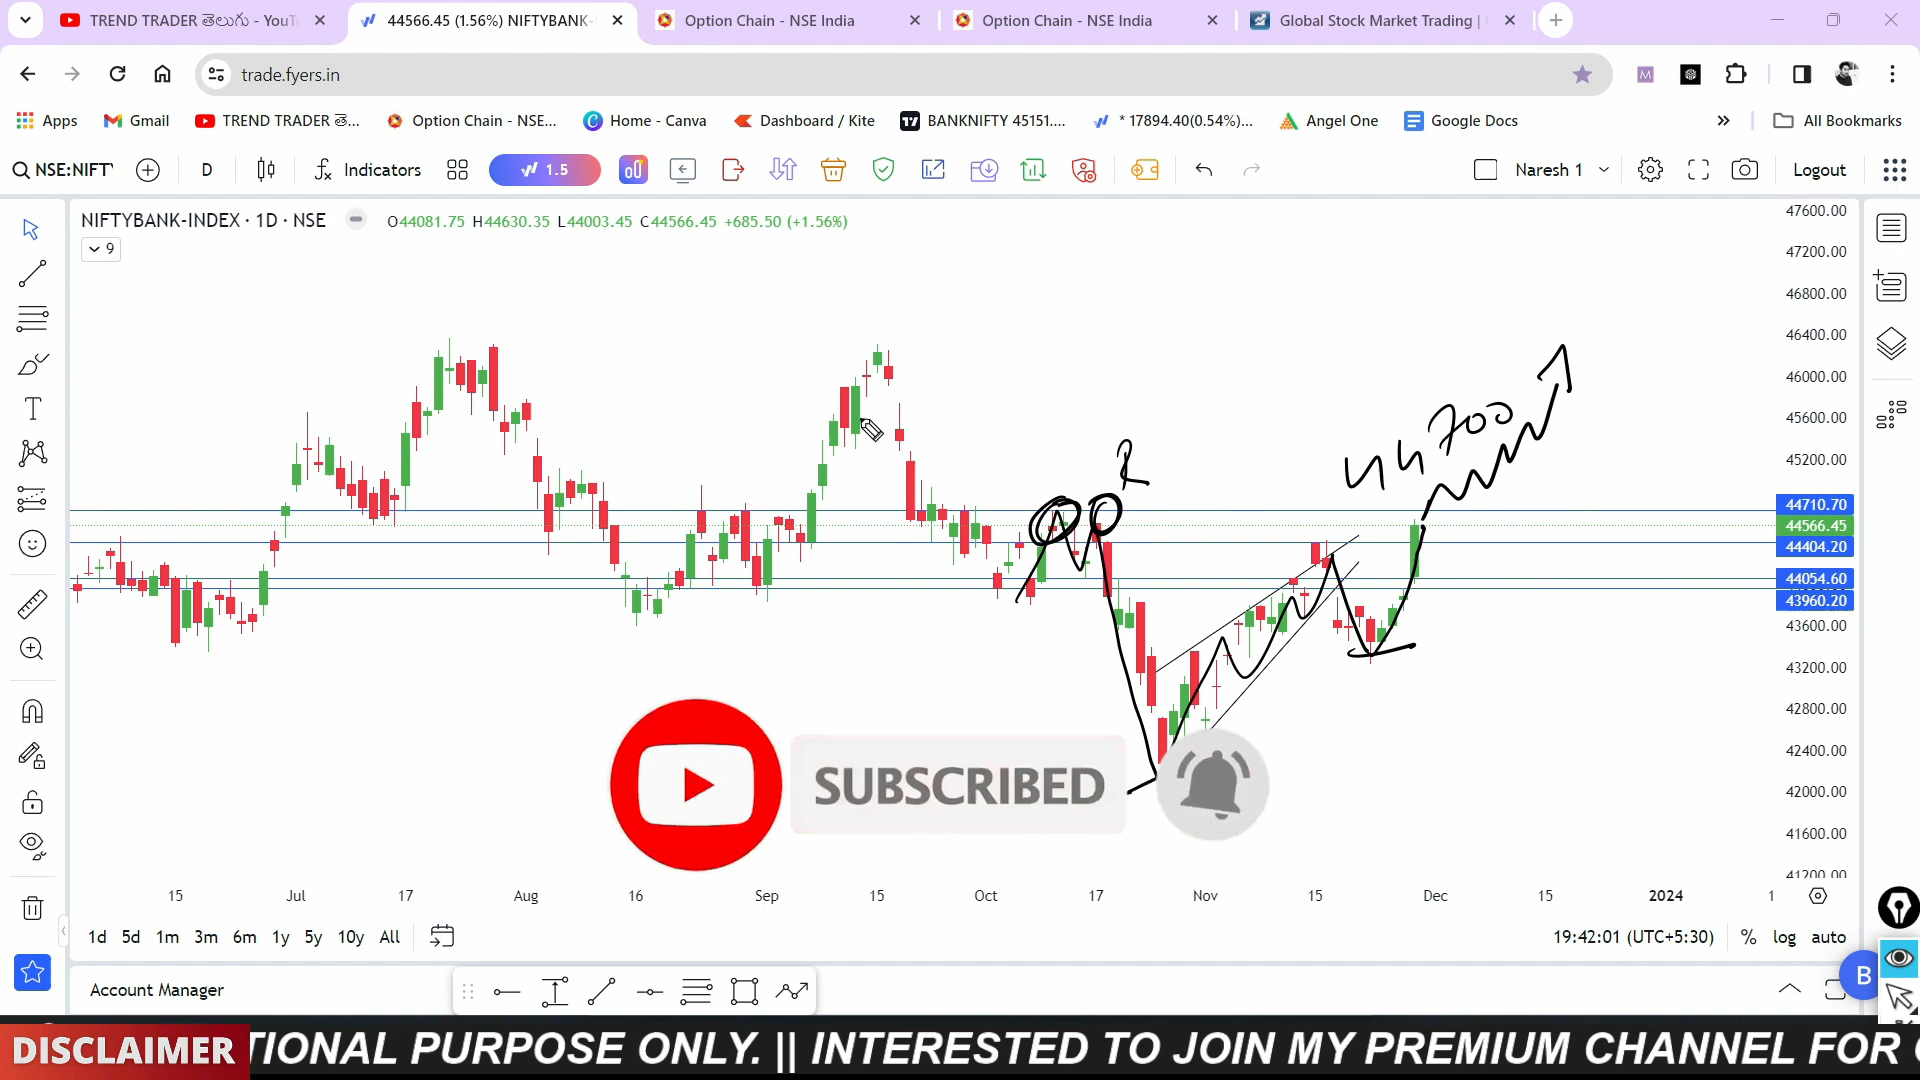 TREND TRADER తెలుగు - YouTu
44566.45 (1.56%) NIFTYBANK-
Option Chain - NSE India
Option Chain - NSE India
Global Stock Market Trading |
trade.fyers.in
M
Apps
Gmail
TREND TRADER తె...
Option Chain - NSE...
Home - Canva
Dashboard / Kite
BANKNIFTY 45151....
* 17894.40(0.54%)...
Angel One
Google Docs
All Bookmarks
NSE:NIFTY
D
Indicators
1.5
Naresh 1
Logout
NIFTYBANK-INDEX · 1D · NSE
O44081.75 H44630.35 L44003.45 C44566.45 +685.50 (+1.56%)
9
47600.00
47200.00
46800.00
46400.00
46000.00
45600.00
45200.00
44710.70
44566.45
44404.20
44054.60
43960.20
43600.00
43200.00
42800.00
42400.00
42000.00
41600.00
41200.00
R
44700
SUBSCRIBED
15
Jul
17
Aug
16
Sep
15
Oct
17
Nov
15
Dec
15
2024
1
1d 5d 1m 3m 6m 1y 5y 10y All
19:42:01 (UTC+5:30)
%
log
auto
B
Account Manager
DISCLAIMER
TIONAL PURPOSE ONLY. || INTERESTED TO JOIN MY PREMIUM CHANNEL FOR